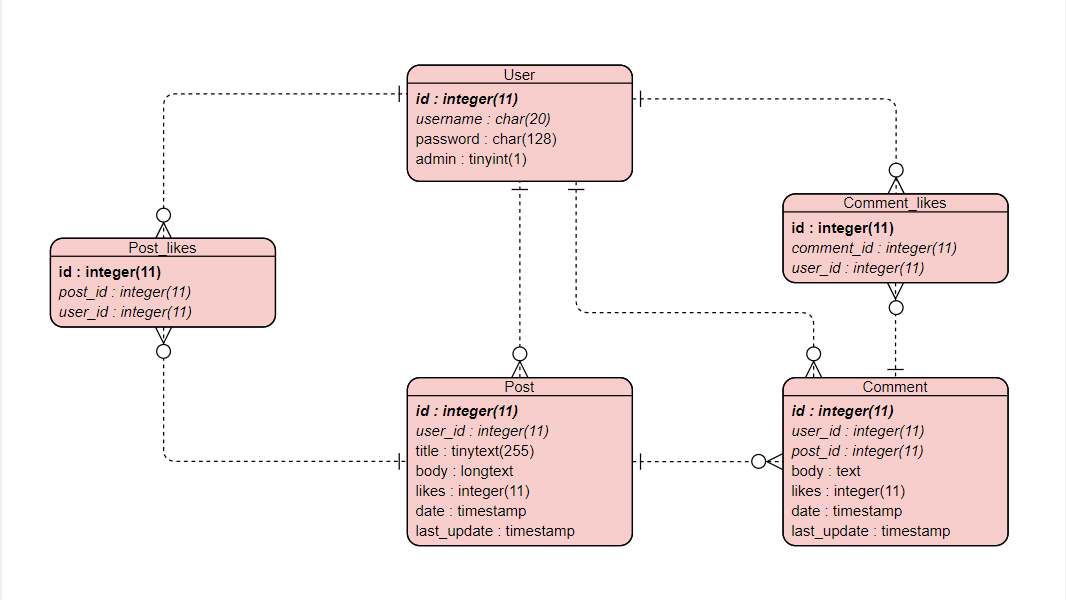 User
id : integer(11)
username : char(20)
password : char(128)
admin : tinyint(1)
Comment_likes
id : integer(11)
comment_id : integer(11)
user_id : integer(11)
Post_likes
id : integer(11)
post_id : integer(11)
user_id : integer(11)
Post
id : integer(11)
user_id : integer(11)
title : tinytext(255)
body : longtext
likes : integer(11)
date : timestamp
last_update : timestamp
Comment
id : integer(11)
user_id : integer(11)
post_id : integer(11)
body : text
likes : integer(11)
date : timestamp
last_update : timestamp